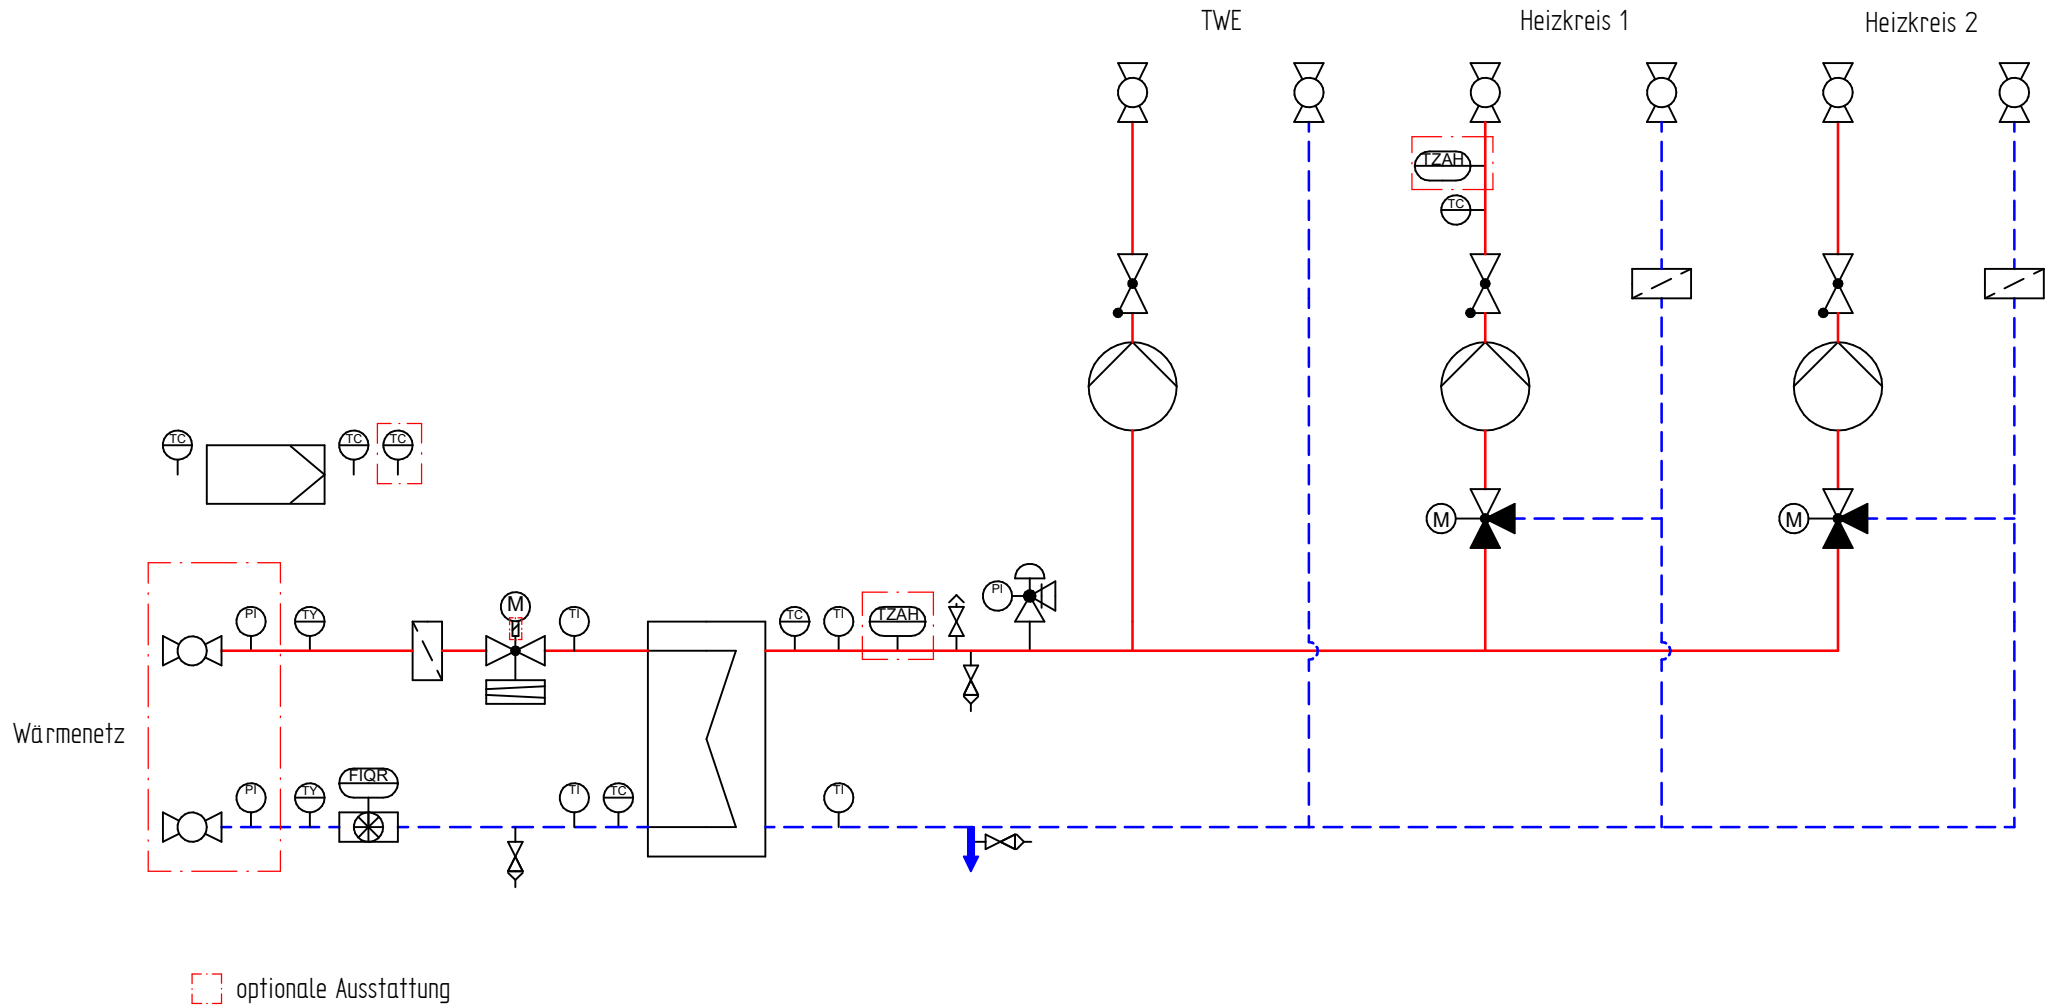 TWE
Heizkreis 1
Heizkreis 2
TZAH
TC
TC
TC
TC
M
M
PI
TY
M
TI
TC
TI
TZAH
PI
Wärmenetz
PI
TY
FIQR
TI
TC
TI
optionale Ausstattung